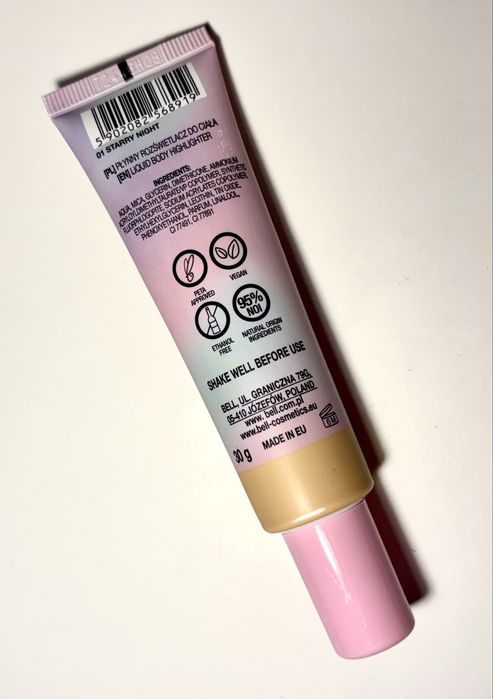 5 902082 568919
01 STARRY NIGHT
[PL] PŁYNNY ROZŚWIETLACZ DO CIAŁA
[EN] LIQUID BODY HIGHLIGHTER
INGREDIENTS:
AQUA, MICA, GLYCERIN, DIMETHICONE, AMMONIUM
ACRYLOYLDIMETHYLTAURATE/VP COPOLYMER, SYNTHETIC
FLUORPHLOGOPITE, SODIUM ACRYLATES COPOLYMER,
ETHYLHEXYLGLYCERIN, LECITHIN, TIN OXIDE,
PHENOXYETHANOL, PARFUM, LINALOOL,
CI 77491, CI 77891
PETA
APPROVED
VEGAN
ETHANOL
FREE
95%
NOI
NATURAL ORIGIN
INGREDIENTS
SHAKE WELL BEFORE USE
BELL, UL. GRANICZNA 79G,
05-410 JÓZEFÓW, POLAND
www.bell.com.pl
www.bell-cosmetics.eu
MADE IN EU
30 g
6M